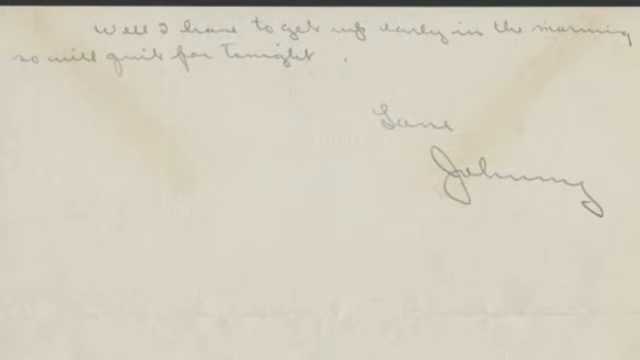 Well I have to get up early in the morning
so will quit for tonight.
Love
Johnny